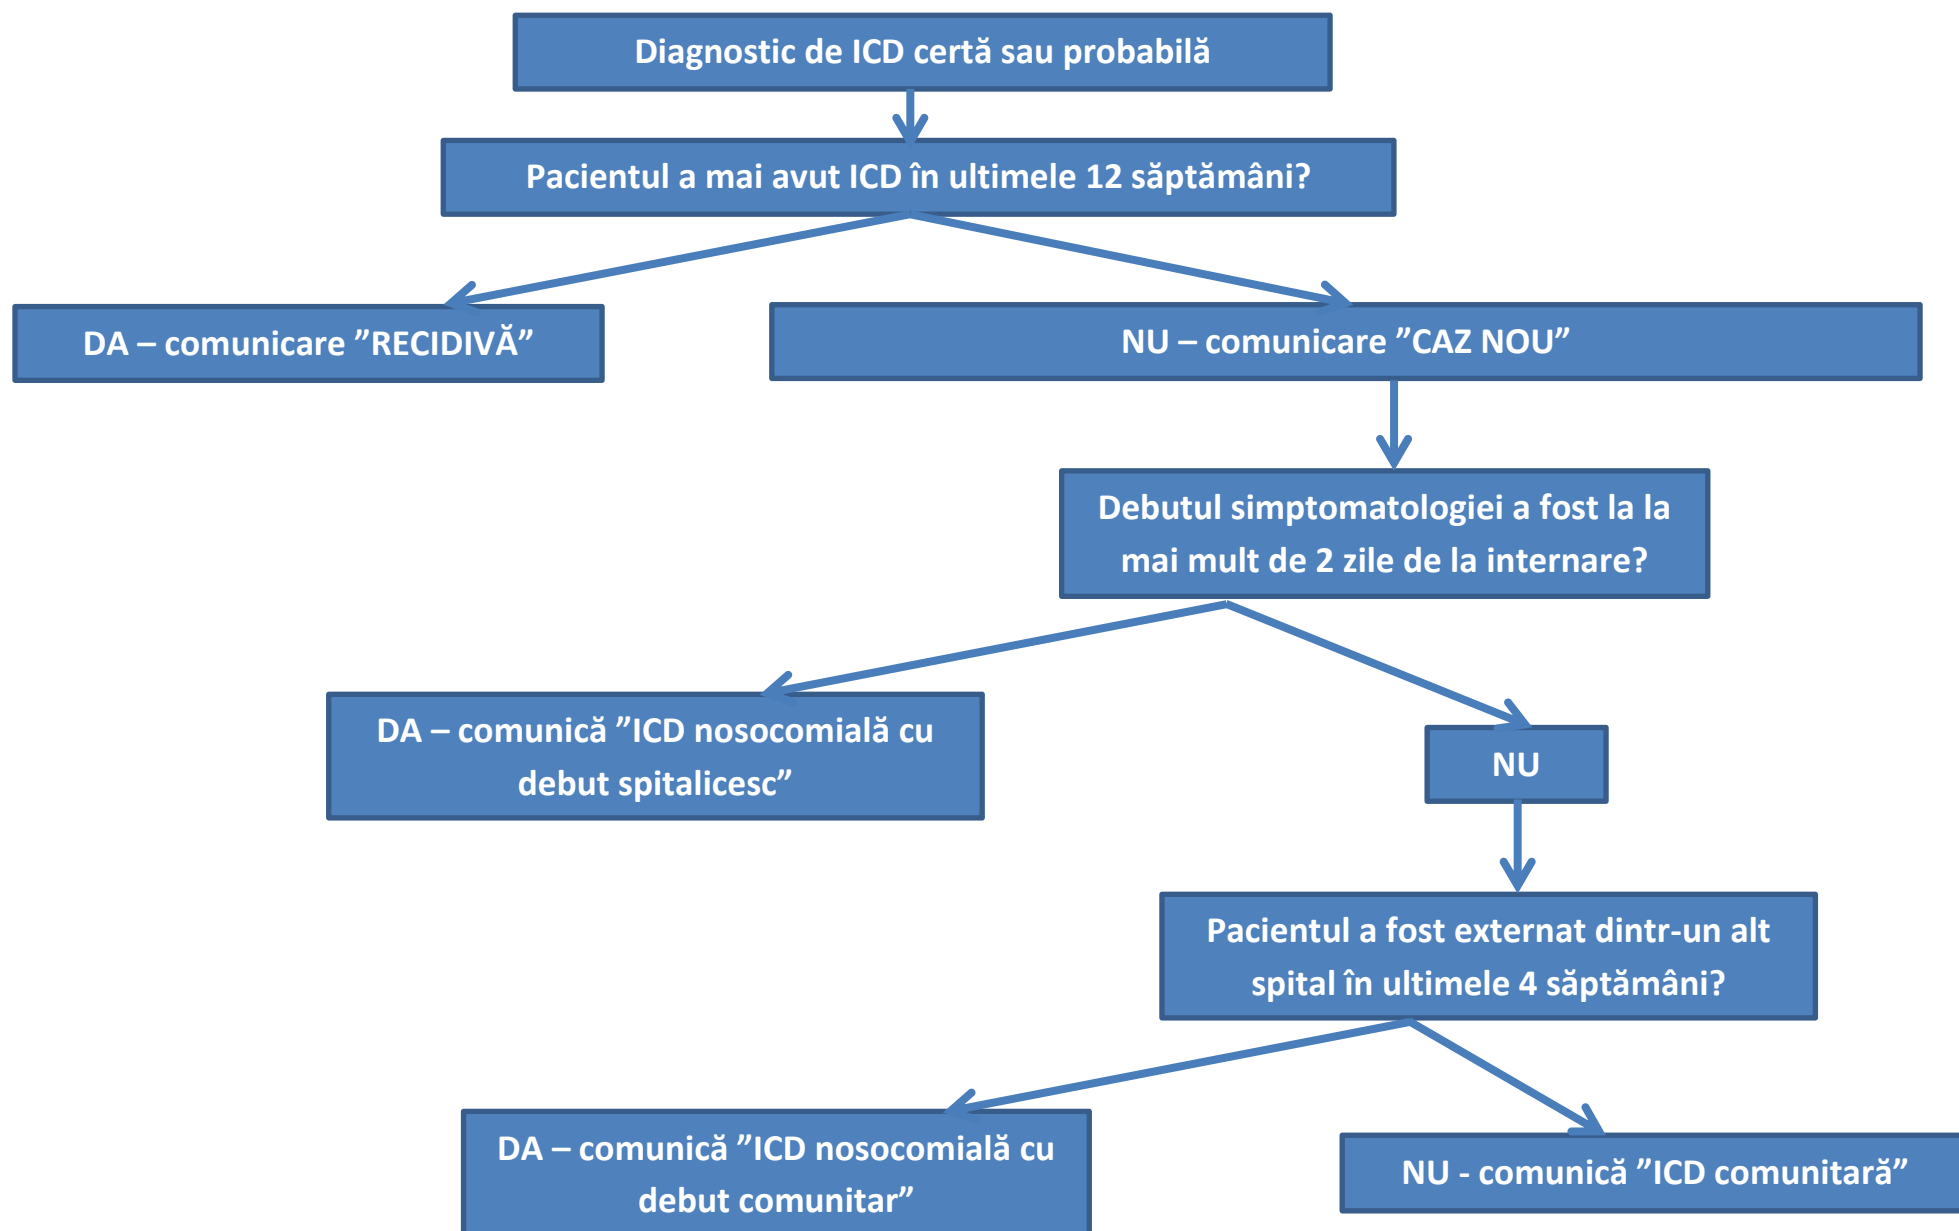 Diagnostic de ICD certă sau probabilă
Pacientul a mai avut ICD în ultimele 12 săptămâni?
DA – comunicare ”RECIDIVĂ”
NU – comunicare ”CAZ NOU”
Debutul simptomatologiei a fost la la
mai mult de 2 zile de la internare?
DA – comunică ”ICD nosocomială cu
debut spitalicesc”
NU
Pacientul a fost externat dintr-un alt
spital în ultimele 4 săptămâni?
DA – comunică ”ICD nosocomială cu
debut comunitar”
NU - comunică ”ICD comunitară”